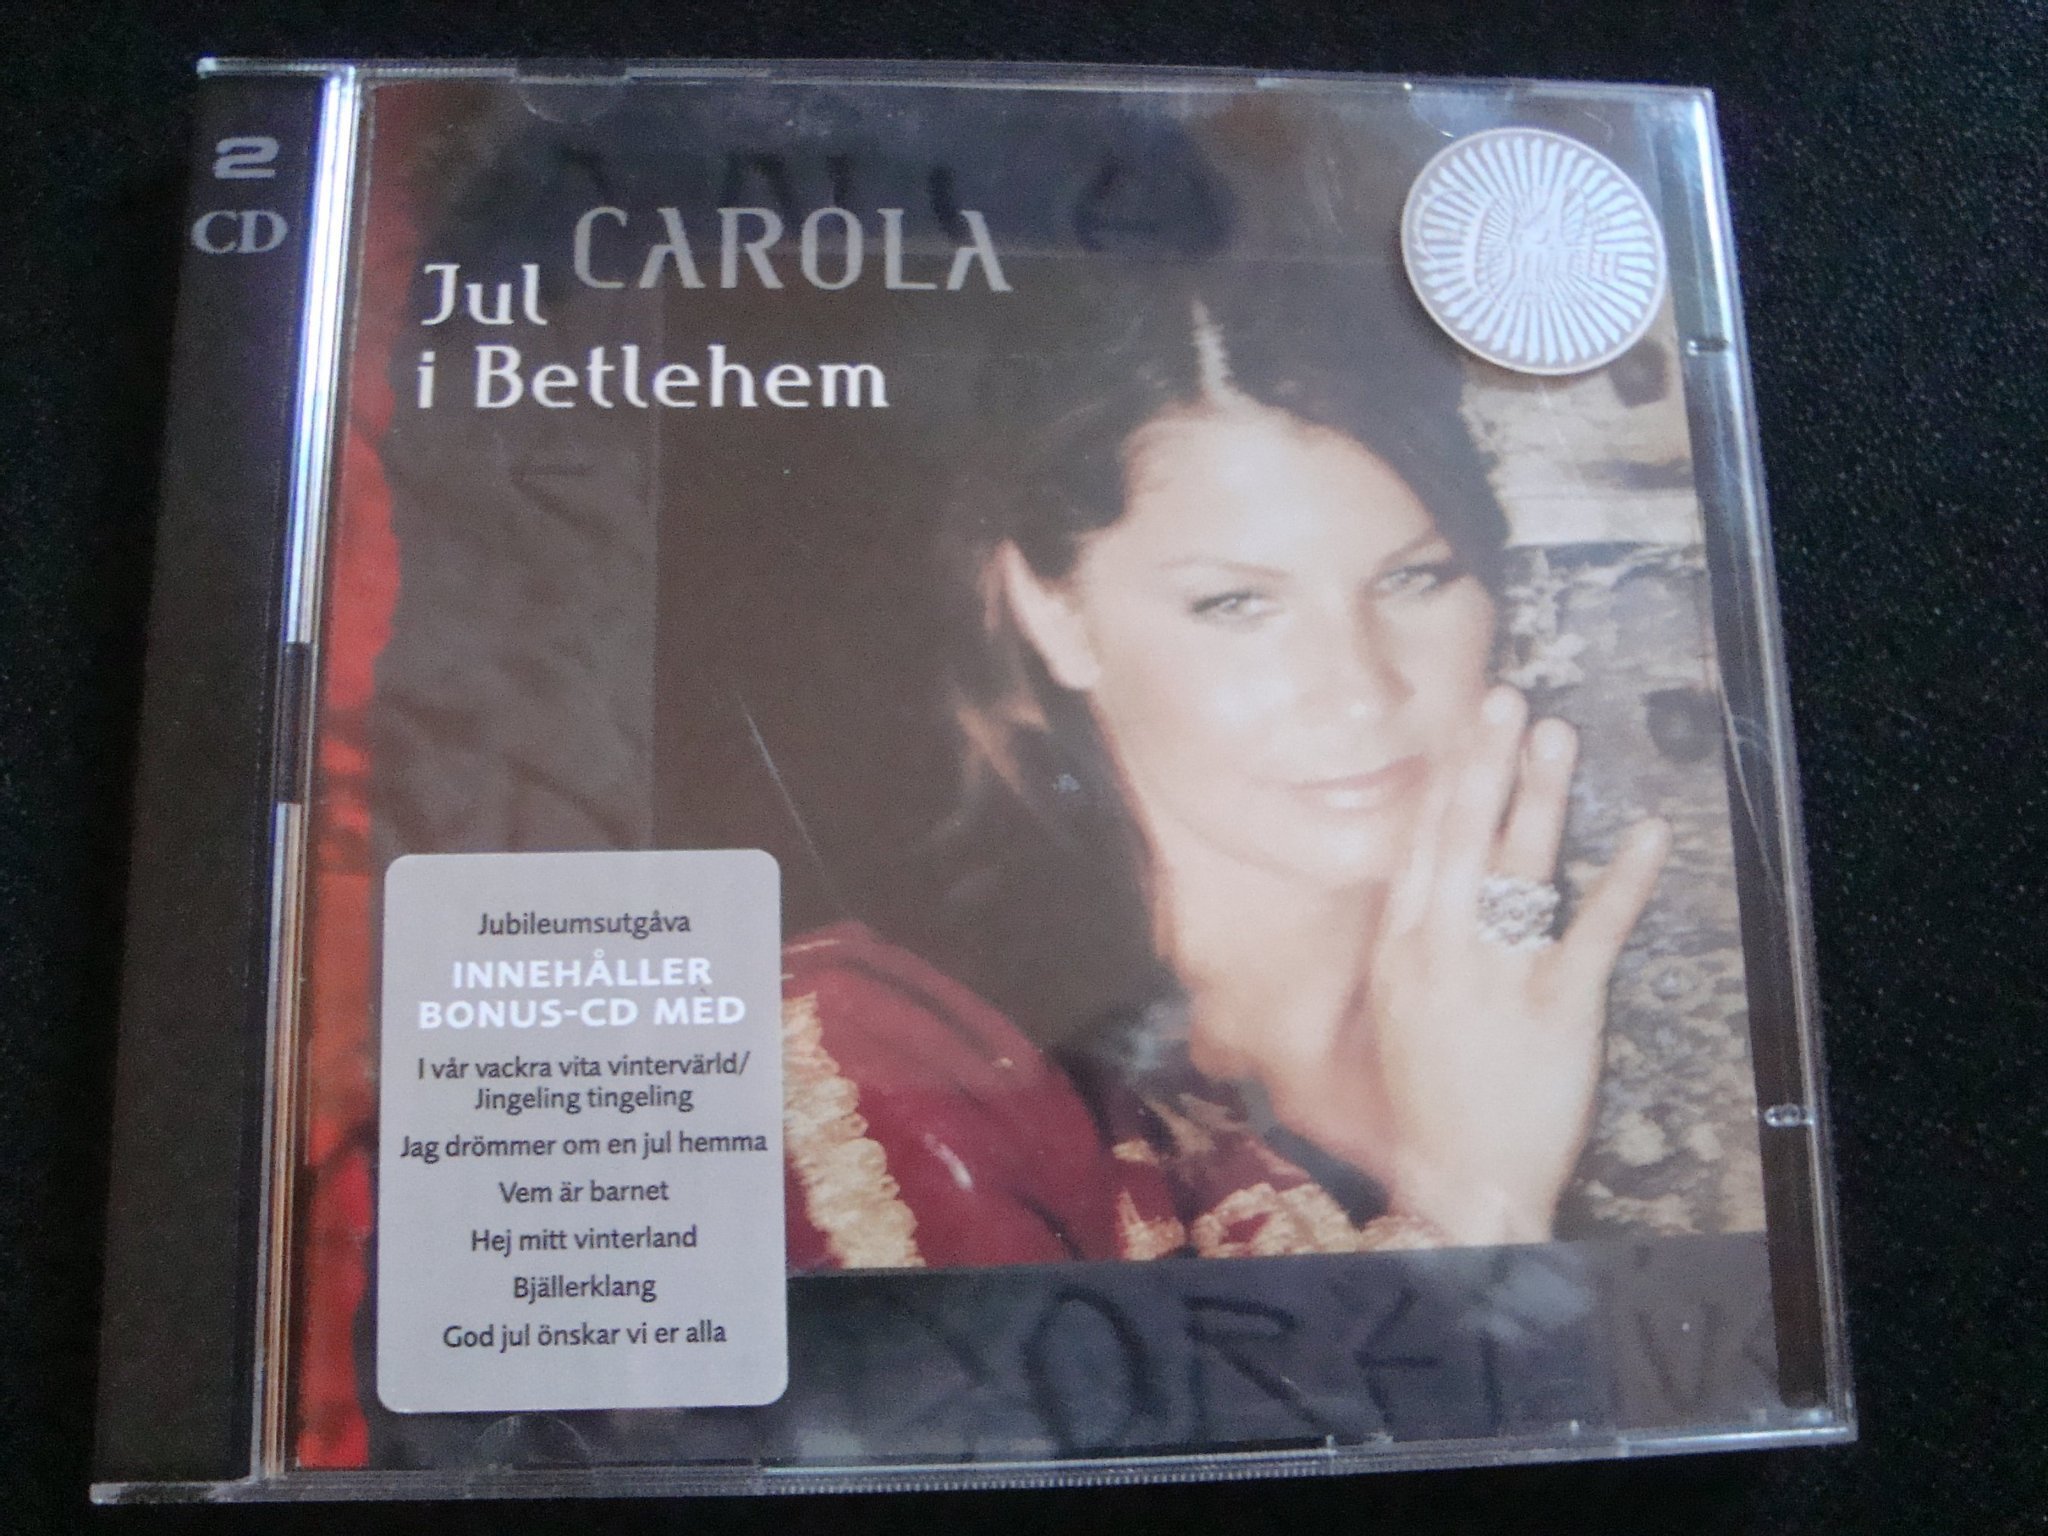 2
CD
CAROLA
Jul
i Betlehem
Jubileumsutgåva
INNEHÅLLER
BONUS-CD MED
I vår vackra vita vintervärld/
Jingeling tingeling
Jag drömmer om en jul hemma
Vem är barnet
Hej mitt vinterland
Bjällerklang
God jul önskar vi er alla